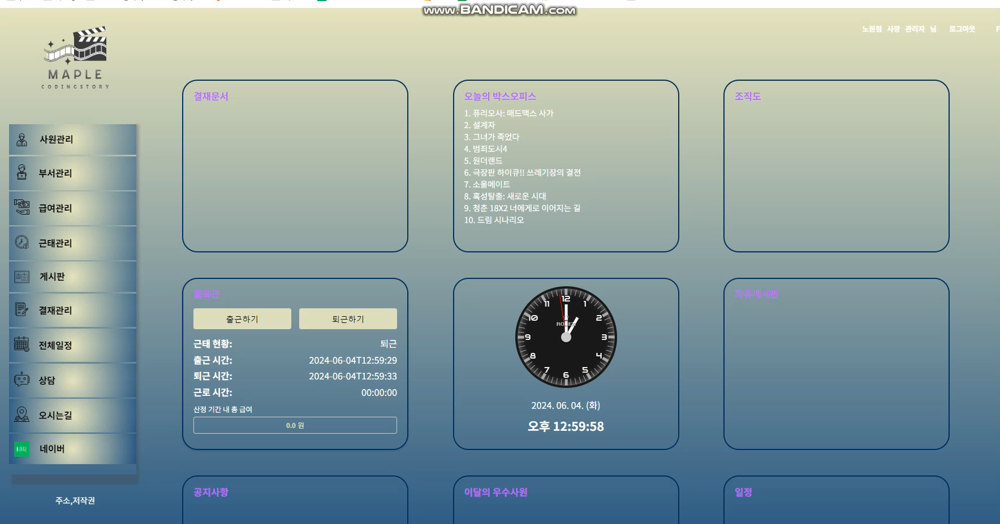 www.BANDICAM.com
노원점 사장 관리자 님 로그아웃
MAPLE
CODINGSTORY
사원관리
부서관리
급여관리
근태관리
게시판
결재관리
전체일정
상담
오시는길
네이버
주소,저작권
결재문서
오늘의 박스오피스
1. 퓨리오사: 매드맥스 사가
2. 설계자
3. 그녀가 죽었다
4. 범죄도시4
5. 원더랜드
6. 극장판 하이큐!! 쓰레기장의 결전
7. 소울메이트
8. 혹성탈출: 새로운 시대
9. 청춘 18X2 너에게로 이어지는 길
10. 드림 시나리오
조직도
출퇴근
출근하기 퇴근하기
근태 현황: 퇴근
출근 시간: 2024-06-04T12:59:29
퇴근 시간: 2024-06-04T12:59:33
근로 시간: 00:00:00
산정 기간 내 총 급여
0.0 원
12
11 1
10 2
ROLEX
9 3
8 4
7 5
6
2024. 06. 04. (화)
오후 12:59:58
자유게시판
공지사항
이달의 우수사원
일정